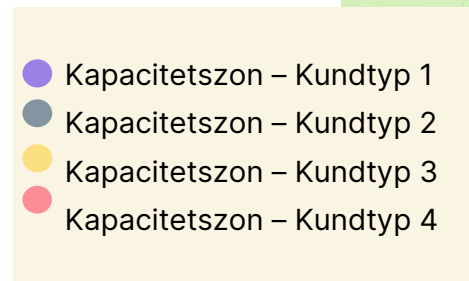 Kapacitetszon – Kundtyp 1
Kapacitetszon – Kundtyp 2
Kapacitetszon – Kundtyp 3
Kapacitetszon – Kundtyp 4